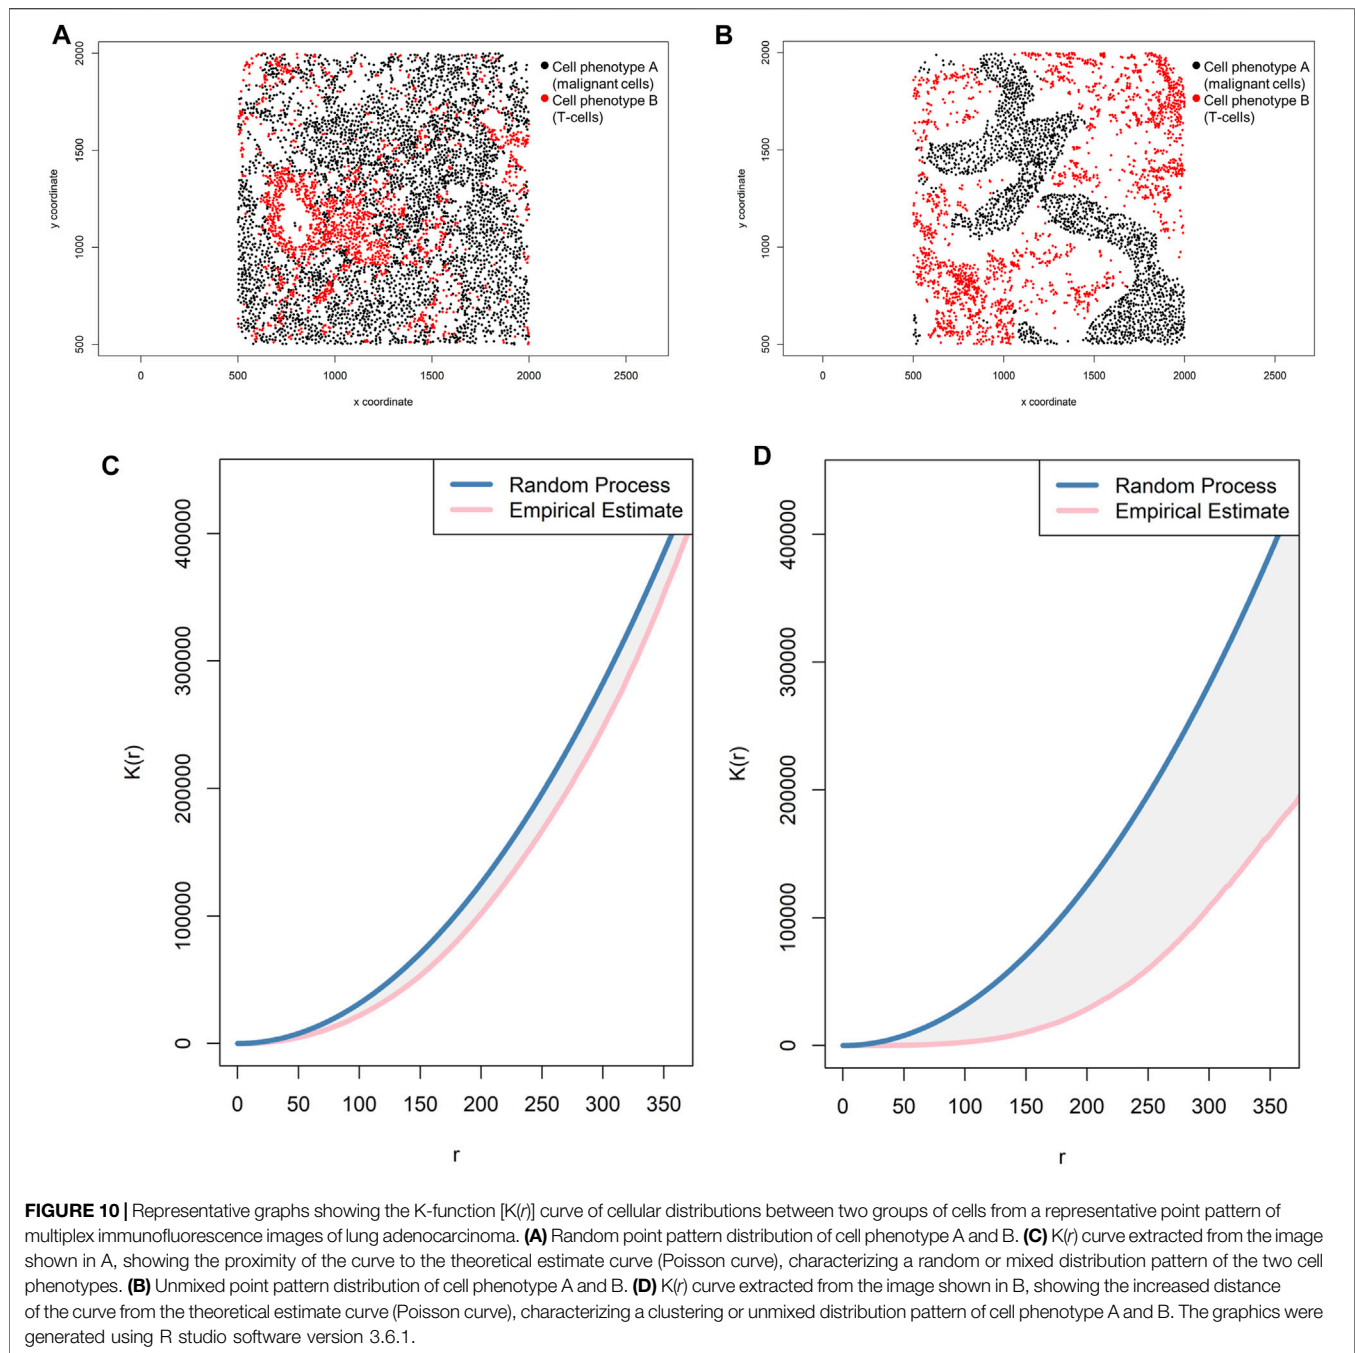 A
2000
1500
1000
500
y coordinate
0 500 1000 1500 2000 2500
x coordinate
Cell phenotype A
(malignant cells)
Cell phenotype B
(T-cells)
B
2000
1500
1000
500
y coordinate
0 500 1000 1500 2000 2500
x coordinate
Cell phenotype A
(malignant cells)
Cell phenotype B
(T-cells)
C
Random Process
Empirical Estimate
400000
300000
200000
100000
0
K(r)
0 50 100 150 200 250 300 350
r
D
Random Process
Empirical Estimate
400000
300000
200000
100000
0
K(r)
0 50 100 150 200 250 300 350
r
FIGURE 10 | Representative graphs showing the K-function [K(r)] curve of cellular distributions between two groups of cells from a representative point pattern of
multiplex immunofluorescence images of lung adenocarcinoma. (A) Random point pattern distribution of cell phenotype A and B. (C) K(r) curve extracted from the image
shown in A, showing the proximity of the curve to the theoretical estimate curve (Poisson curve), characterizing a random or mixed distribution pattern of the two cell
phenotypes. (B) Unmixed point pattern distribution of cell phenotype A and B. (D) K(r) curve extracted from the image shown in B, showing the increased distance
of the curve from the theoretical estimate curve (Poisson curve), characterizing a clustering or unmixed distribution pattern of cell phenotype A and B. The graphics were
generated using R studio software version 3.6.1.